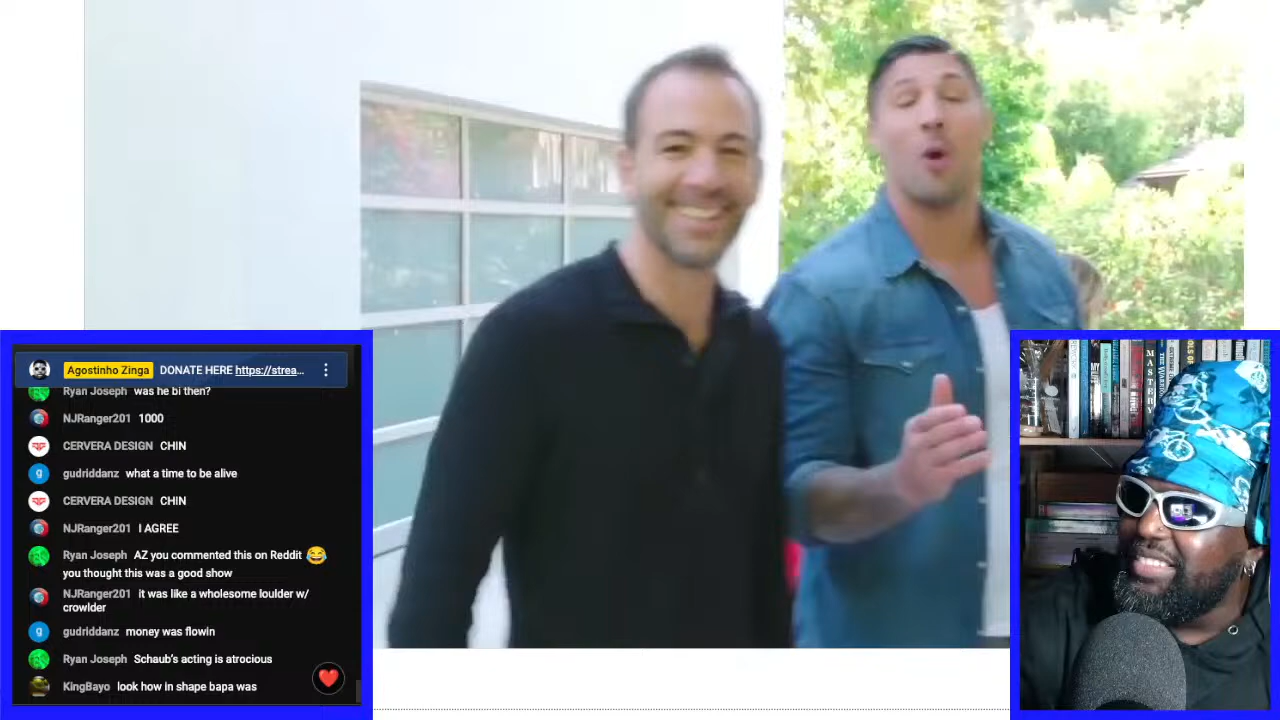 Agostinho Zinga DONATE HERE https://strea...
Ryan Joseph was he bi then?
NJRanger201 1000
CERVERA DESIGN CHIN
gudriddanz what a time to be alive
CERVERA DESIGN CHIN
NJRanger201 I AGREE
Ryan Joseph AZ you commented this on Reddit 😂
you thought this was a good show
NJRanger201 it was like a wholesome loulder w/
crowlder
gudriddanz money was flowin
Ryan Joseph Schaub's acting is atrocious
KingBayo look how in shape bapa was
MASTERY